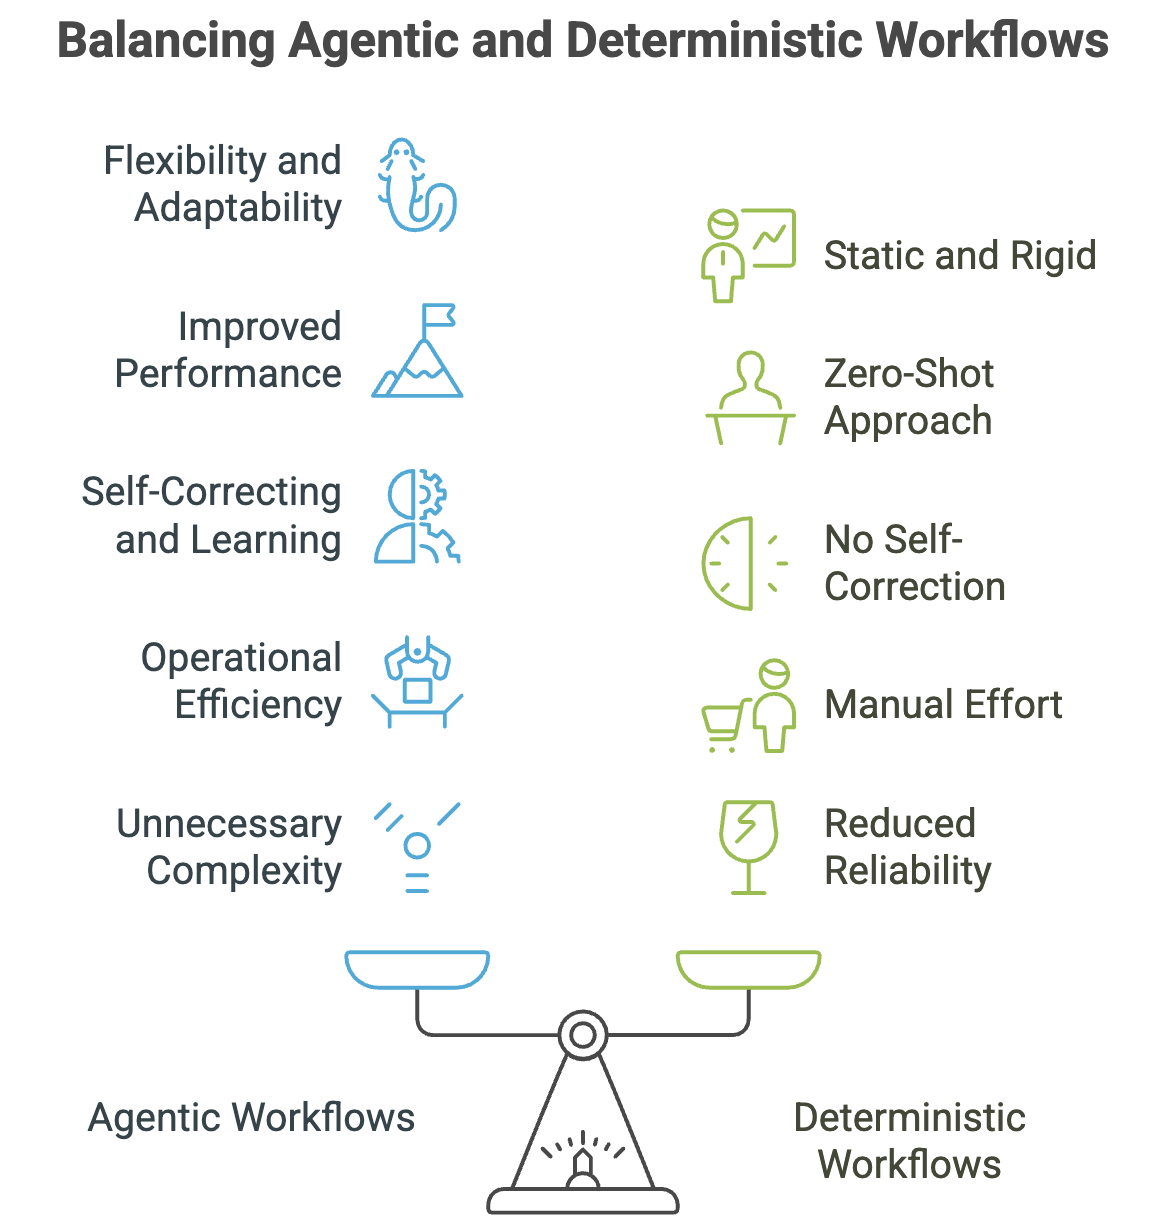 Balancing Agentic and Deterministic Workflows
Flexibility and
Adaptability
Improved
Performance
Self-Correcting
and Learning
Operational
Efficiency
Unnecessary
Complexity
Static and Rigid
Zero-Shot
Approach
No Self-
Correction
Manual Effort
Reduced
Reliability
Agentic Workflows
Deterministic
Workflows